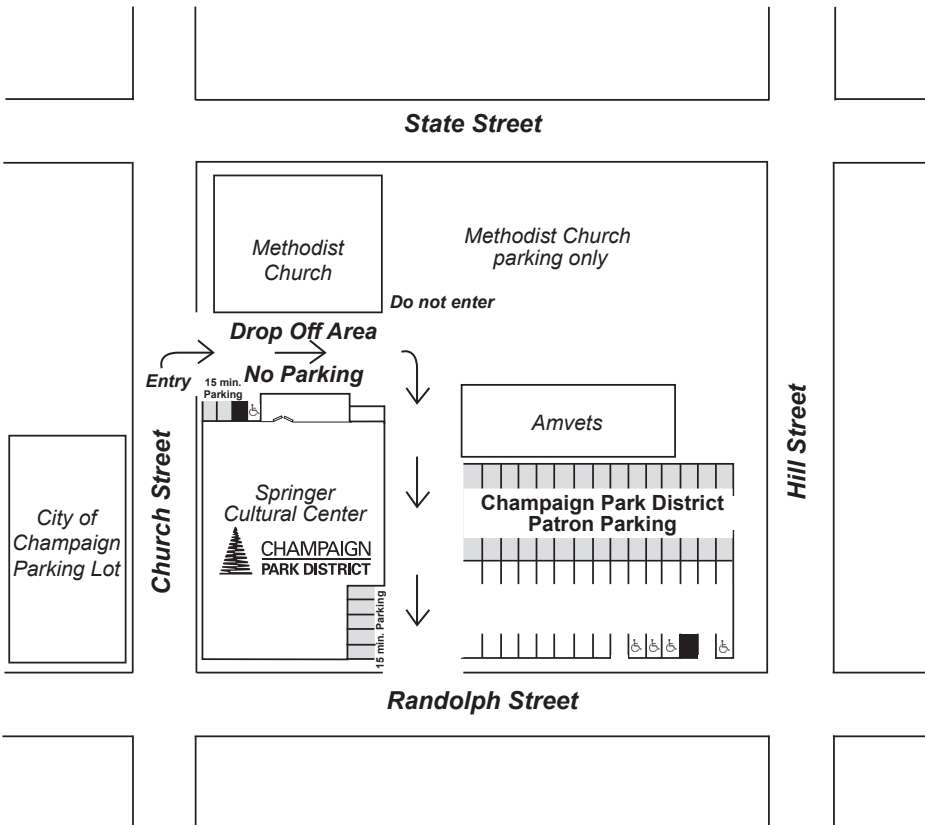 State Street
Methodist
Church
Methodist Church
parking only
Do not enter
Drop Off Area
Entry
15 min.
Parking
No Parking
Amvets
Church Street
Hill Street
City of
Champaign
Parking Lot
Springer
Cultural Center
CHAMPAIGN
PARK DISTRICT
Champaign Park District
Patron Parking
15 min. Parking
Randolph Street